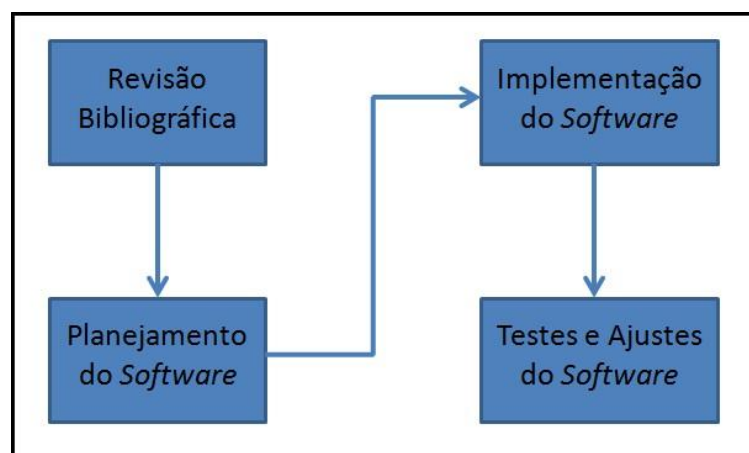 Revisão
Bibliográfica
Planejamento
do Software
Implementação
do Software
Testes e Ajustes
do Software